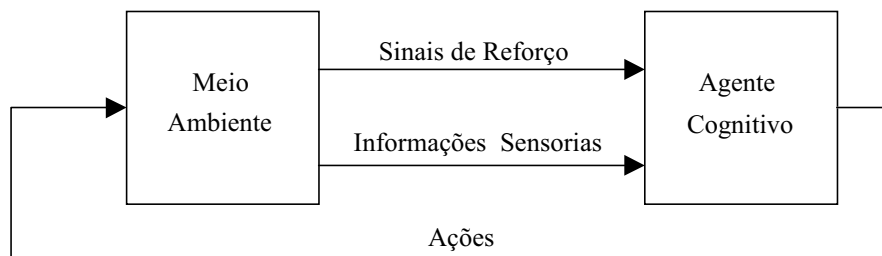 Sinais de Reforço
Meio
Ambiente
Agente
Cognitivo
Informações Sensorias
Ações